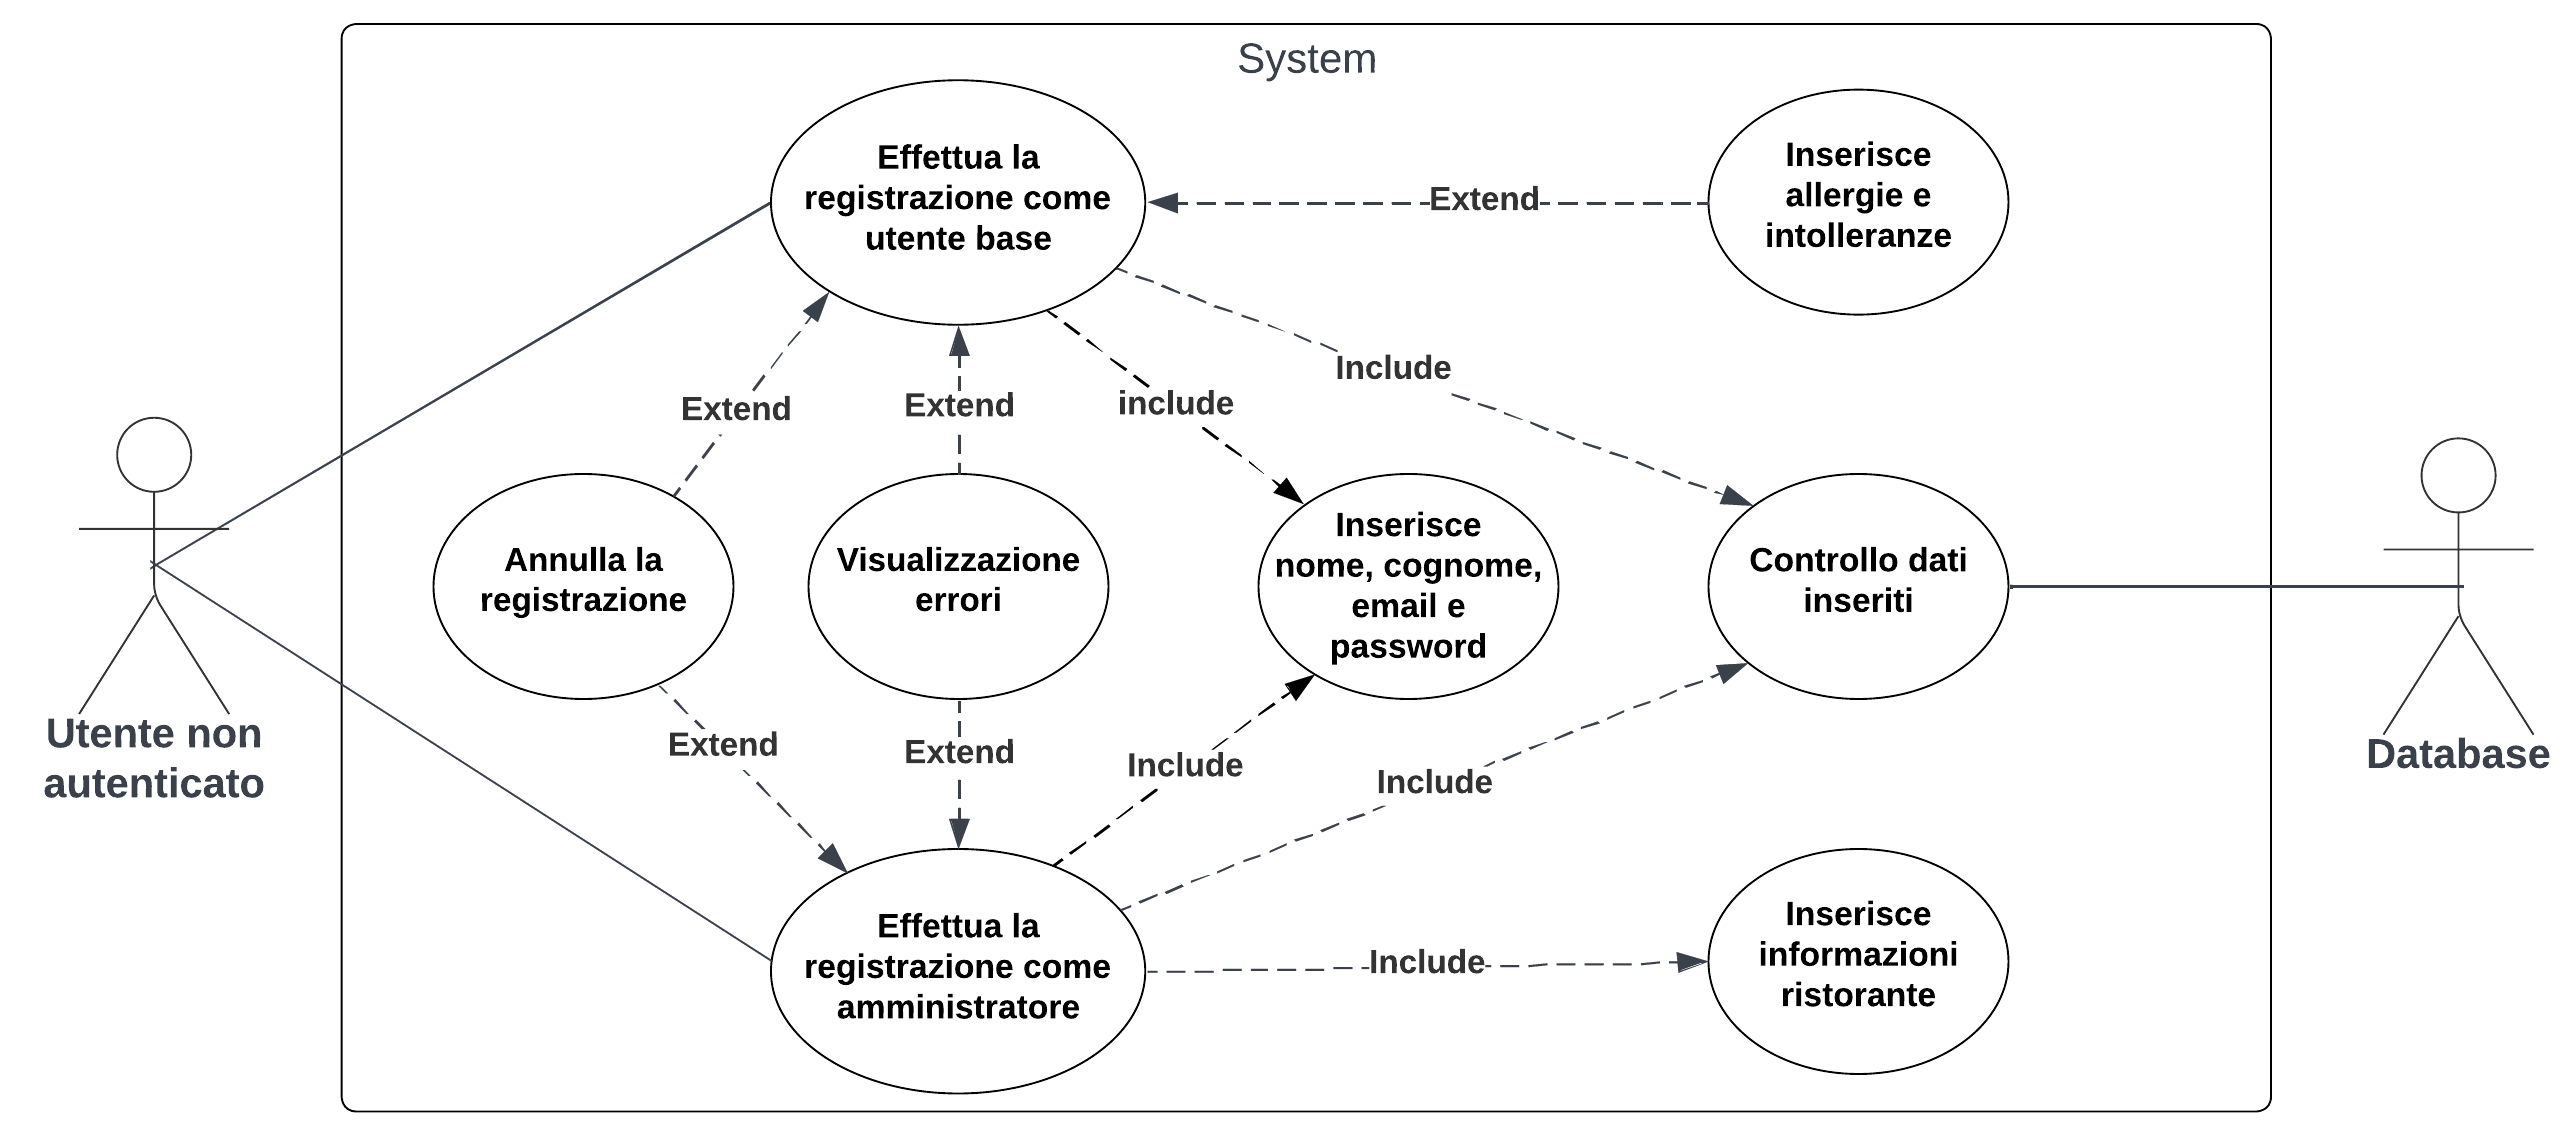 System
Effettua la
registrazione come
utente base
Inserisce
allergie e
intolleranze
Extend
Include
Extend
Extend
include
Utente non
autenticato
Annulla la
registrazione
Visualizzazione
errori
Inserisce
nome, cognome,
email e
password
Controllo dati
inseriti
Database
Extend
Extend
Include
Include
Effettua la
registrazione come
amministratore
Include
Inserisce
informazioni
ristorante